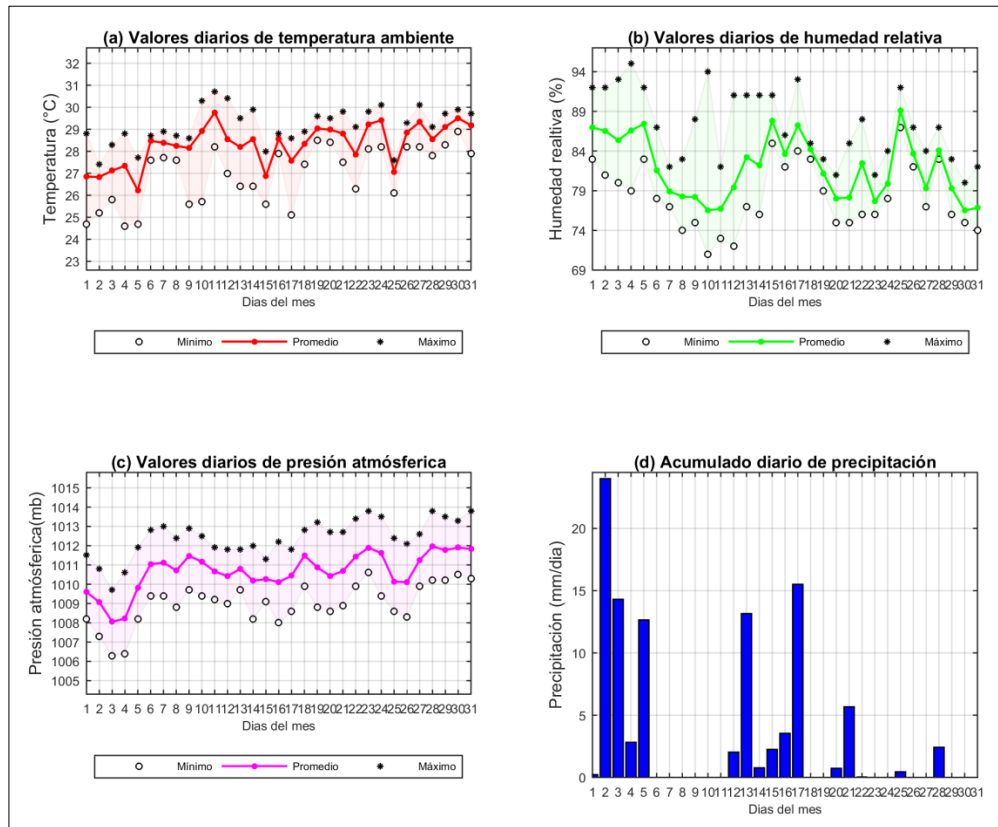 (a) Valores diarios de temperatura ambiente
32
31
30
29
28
27
26
25
24
23
Temperatura (°C)
1 2 3 4 5 6 7 8 9 10 11 12 13 14 15 16 17 18 19 20 21 22 23 24 25 26 27 28 29 30 31
Dias del mes
Mínimo Promedio Máximo
(b) Valores diarios de humedad relativa
94
89
84
79
74
69
Humedad realtiva (%)
1 2 3 4 5 6 7 8 9 10 11 12 13 14 15 16 17 18 19 20 21 22 23 24 25 26 27 28 29 30 31
Dias del mes
Mínimo Promedio Máximo
(c) Valores diarios de presión atmósferica
1015
1014
1013
1012
1011
1010
1009
1008
1007
1006
1005
Presión atmósferica(mb)
1 2 3 4 5 6 7 8 9 10 11 12 13 14 15 16 17 18 19 20 21 22 23 24 25 26 27 28 29 30 31
Dias del mes
Mínimo Promedio Máximo
(d) Acumulado diario de precipitación
20
15
10
5
0
Precipitación (mm/dia)
1 2 3 4 5 6 7 8 9 10 11 12 13 14 15 16 17 18 19 20 21 22 23 24 25 26 27 28 29 30 31
Dias del mes